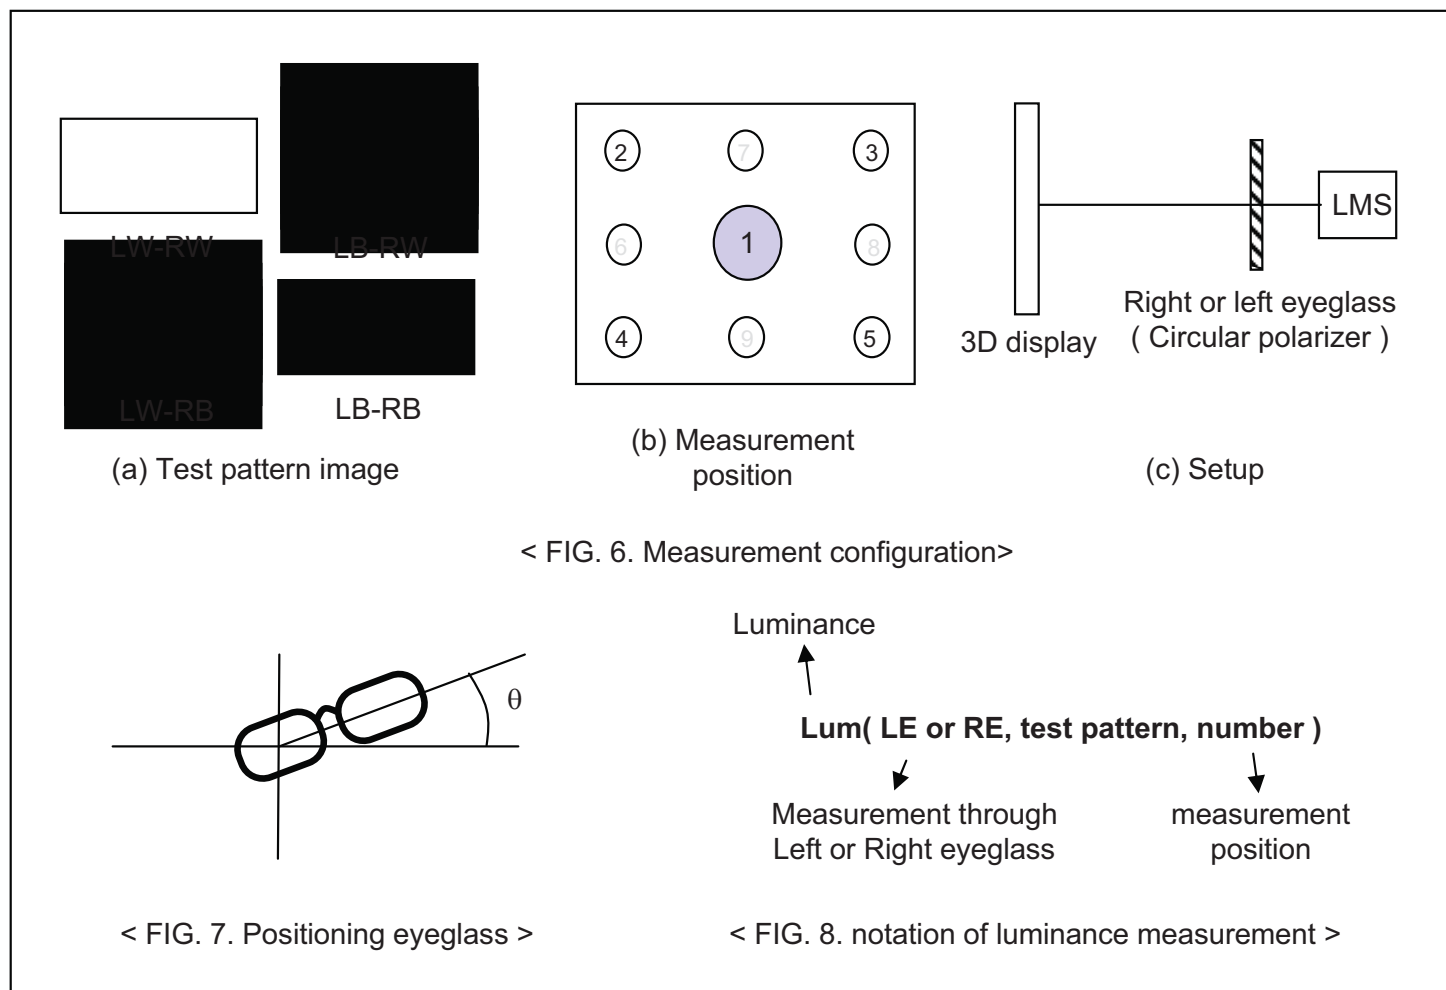 LW-RW
LB-RW
LW-RB
LB-RB
(a) Test pattern image
2
7
3
6
1
8
4
9
5
(b) Measurement
position
LMS
Right or left eyeglass
( Circular polarizer )
3D display
(c) Setup
< FIG. 6. Measurement configuration>
θ
< FIG. 7. Positioning eyeglass >
Luminance
Lum( LE or RE, test pattern, number )
Measurement through
Left or Right eyeglass
measurement
position
< FIG. 8. notation of luminance measurement >